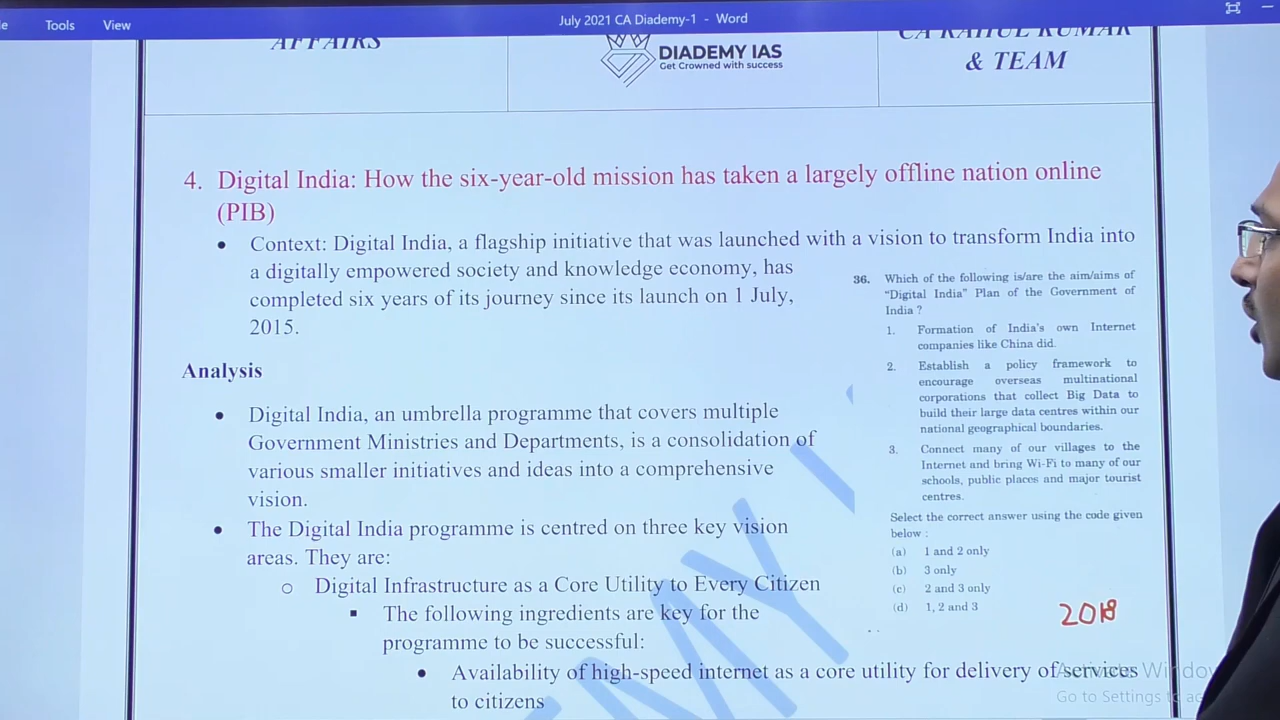 Tools View July 2021 CA Diademy-1 - Word
AFFAIRS
DIADEMY IAS
Get Crowned with success
CA RAHUL KUMAR
& TEAM
4. Digital India: How the six-year-old mission has taken a largely offline nation online
(PIB)
• Context: Digital India, a flagship initiative that was launched with a vision to transform India into
a digitally empowered society and knowledge economy, has
completed six years of its journey since its launch on 1 July,
2015.
Analysis
• Digital India, an umbrella programme that covers multiple
Government Ministries and Departments, is a consolidation of
various smaller initiatives and ideas into a comprehensive
vision.
• The Digital India programme is centred on three key vision
areas. They are:
o Digital Infrastructure as a Core Utility to Every Citizen
▪ The following ingredients are key for the
programme to be successful:
• Availability of high-speed internet as a core utility for delivery of services
to citizens
36. Which of the following is/are the aim/aims of
"Digital India" Plan of the Government of
India ?
1. Formation of India's own Internet
companies like China did.
2. Establish a policy framework to
encourage overseas multinational
corporations that collect Big Data to
build their large data centres within our
national geographical boundaries.
3. Connect many of our villages to the
Internet and bring Wi-Fi to many of our
schools, public places and major tourist
centres.
Select the correct answer using the code given
below :
(a) 1 and 2 only
(b) 3 only
(c) 2 and 3 only
(d) 1, 2 and 3
2018
Go to Settings to